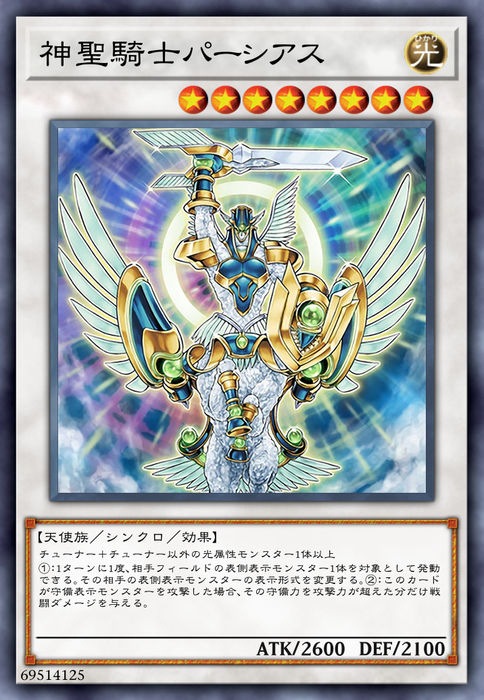 神聖騎士パーシアス
ひかり
光
【天使族／シンクロ／効果】
チューナー＋チューナー以外の光属性モンスター1体以上
①：1ターンに1度、相手フィールドの表側表示モンスター1体を対象として発動
できる。その相手の表側表示モンスターの表示形式を変更する。②：このカード
が守備表示モンスターを攻撃した場合、その守備力を攻撃力が超えた分だけ戦
闘ダメージを与える。
ATK/2600 DEF/2100
69514125